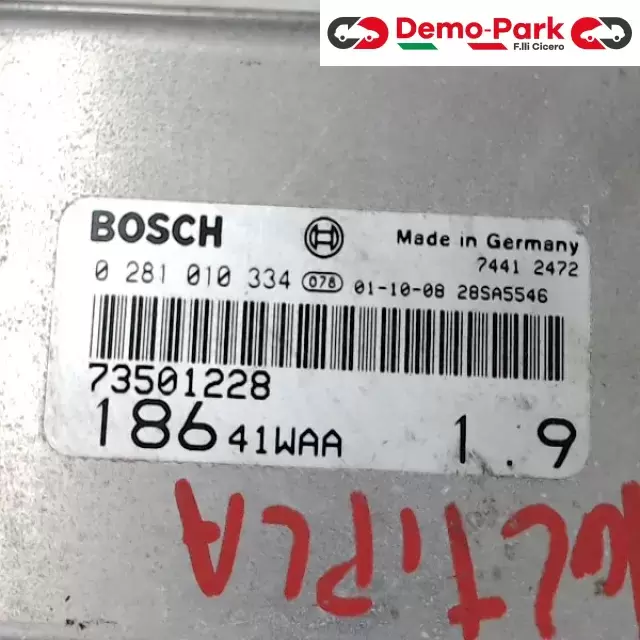 Demo-Park
F.lli Cicero
BOSCH
Made in Germany
7441 2472
0 281 010 334 078 01-10-08 28SA5546
73501228
186 41WAA 1.9
ULTIPLA